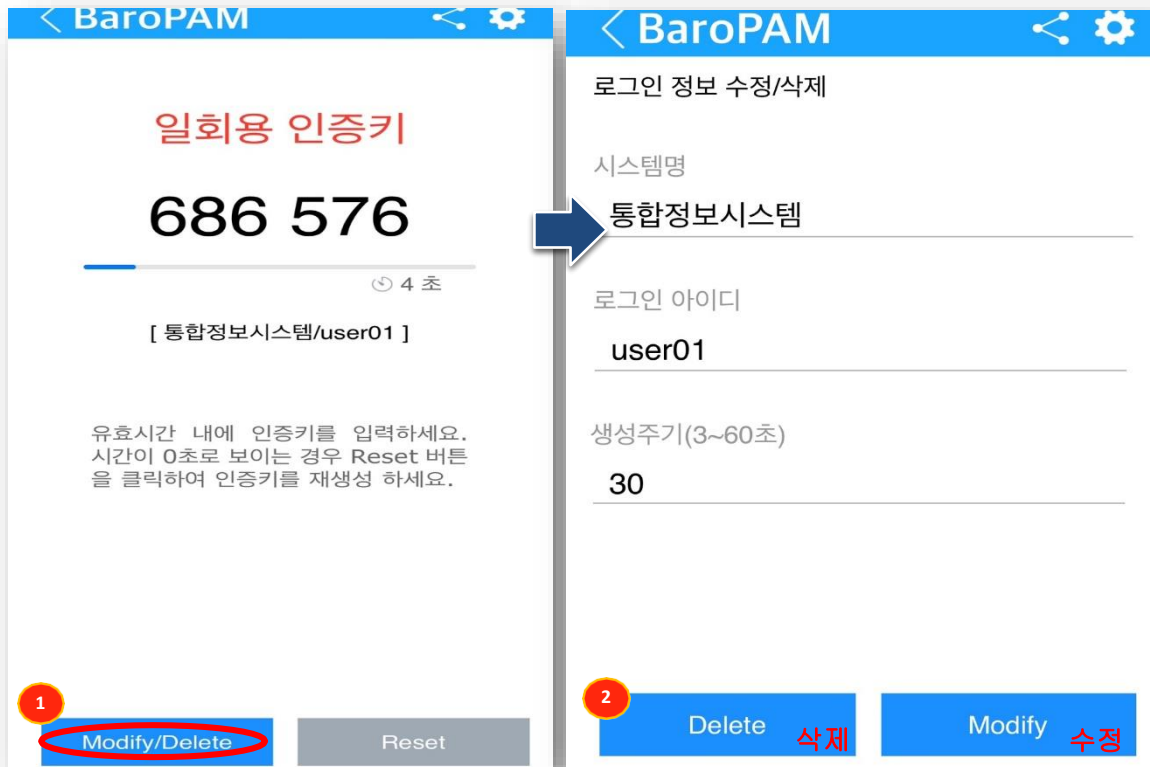 BaroPAM
일회용 인증키
686 576
4 초
[ 통합정보시스템/user01 ]
유효시간 내에 인증키를 입력하세요.
시간이 0초로 보이는 경우 Reset 버튼
을 클릭하여 인증키를 재생성 하세요.
1
Modify/Delete
Reset
BaroPAM
로그인 정보 수정/삭제
시스템명
통합정보시스템
로그인 아이디
user01
생성주기(3~60초)
30
2
Delete 삭제
Modify 수정